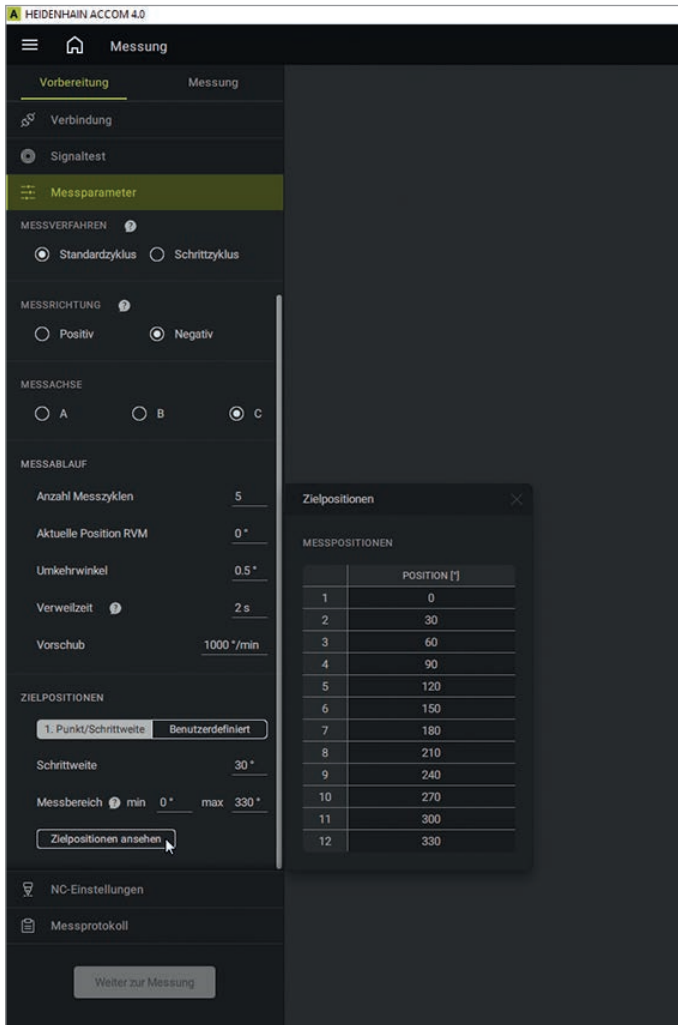 HEIDENHAIN ACCOM 4.0
Messung
Vorbereitung Messung
Verbindung
Signaltest
Messparameter
MESSVERFAHREN ?
Standardzyklus Schrittzyklus
MESSRICHTUNG ?
Positiv Negativ
MESSACHSE
A B C
MESSABLAUF
Anzahl Messzyklen 5
Aktuelle Position RVM 0°
Umkehrwinkel 0.5°
Verweilzeit ? 2 s
Vorschub 1000 °/min
ZIELPOSITIONEN
1. Punkt/Schrittweite Benutzerdefiniert
Schrittweite 30°
Messbereich ? min 0° max 330°
Zielpositionen ansehen
NC-Einstellungen
Messprotokoll
Weiter zur Messung
Zielpositionen
MESSPOSITIONEN
POSITION [°]
1 0
2 30
3 60
4 90
5 120
6 150
7 180
8 210
9 240
10 270
11 300
12 330